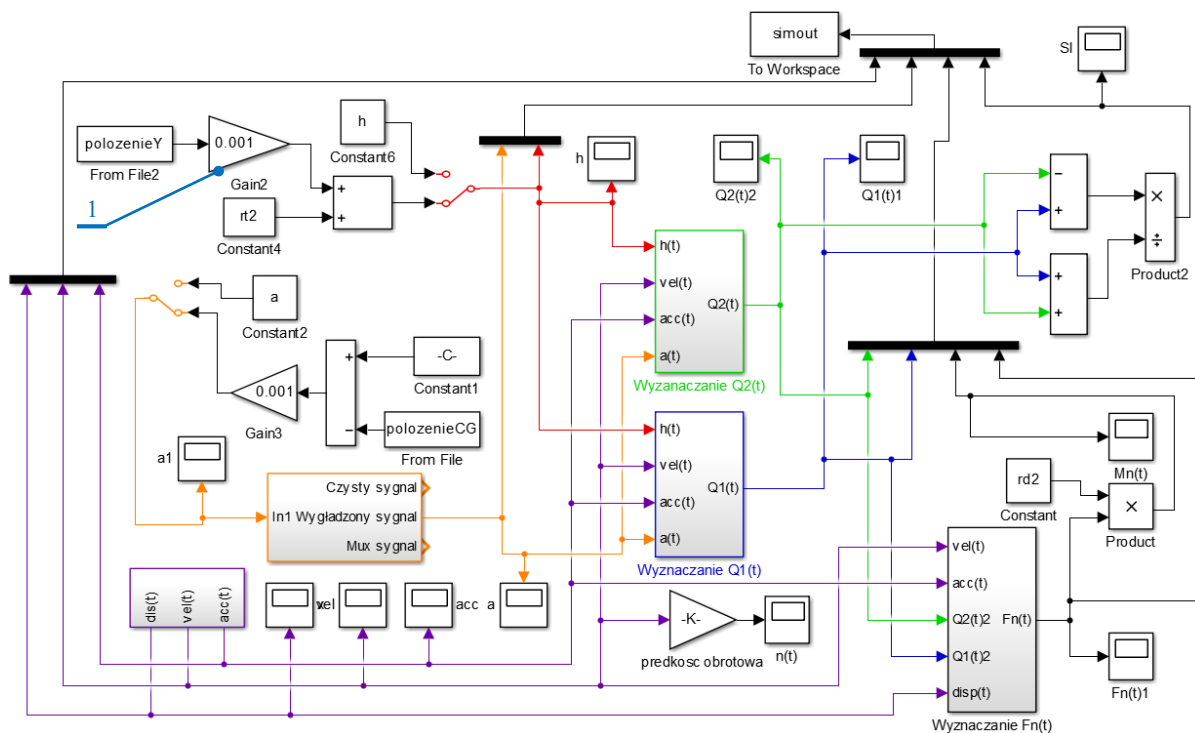 simout
To Workspace
SI
polozenieY
From File2
0.001
Gain2
1
h
Constant6
rt2
Constant4
+
+
h
Q2(t)2
Q1(t)1
−
+
+
+
×
÷
Product2
a
Constant2
-C-
Constant1
+
−
0.001
Gain3
polozenieCG
From File
h(t)
vel(t)
acc(t)
a(t)
Q2(t)
Wyzanaczanie Q2(t)
h(t)
vel(t)
acc(t)
a(t)
Q1(t)
Wyznaczanie Q1(t)
a1
In1
Czysty sygnal
Wygładzony sygnal
Mux sygnal
Mn(t)
rd2
Constant
×
Product
dis(t)
vel(t)
acc(t)
vel
acc
a
-K-
predkosc obrotowa
n(t)
vel(t)
acc(t)
Q2(t)2
Q1(t)2
disp(t)
Fn(t)
Wyznaczanie Fn(t)
Fn(t)1